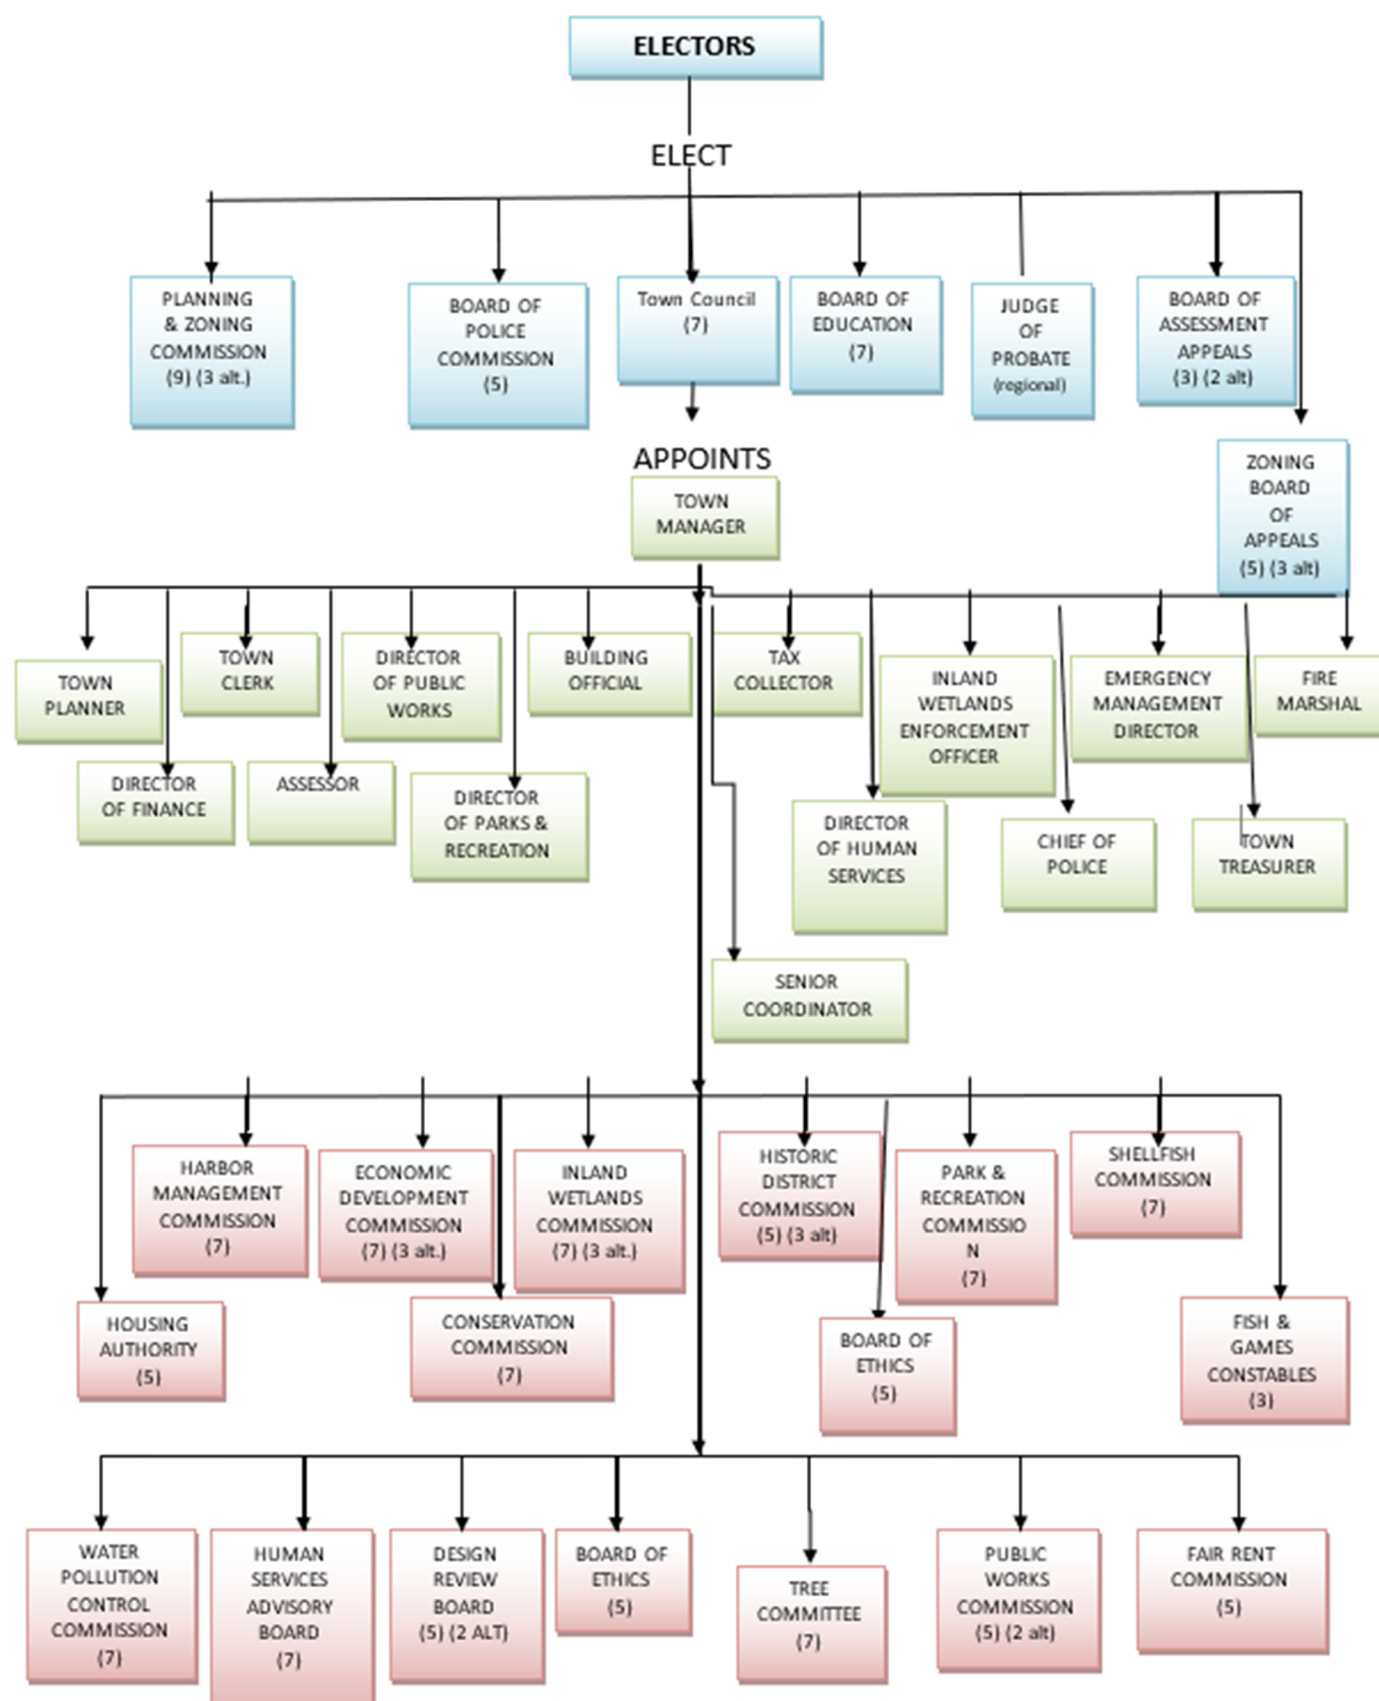 ELECTORS
ELECT
PLANNING
& ZONING
COMMISSION
(9) (3 alt.)
BOARD OF
POLICE
COMMISSION
(5)
Town Council
(7)
BOARD OF
EDUCATION
(7)
JUDGE
OF
PROBATE
(regional)
BOARD OF
ASSESSMENT
APPEALS
(3) (2 alt)
ZONING
BOARD
OF
APPEALS
(5) (3 alt)
APPOINTS
TOWN
MANAGER
TOWN
PLANNER
TOWN
CLERK
DIRECTOR
OF PUBLIC
WORKS
BUILDING
OFFICIAL
TAX
COLLECTOR
INLAND
WETLANDS
ENFORCEMENT
OFFICER
EMERGENCY
MANAGEMENT
DIRECTOR
FIRE
MARSHAL
DIRECTOR
OF FINANCE
ASSESSOR
DIRECTOR
OF PARKS &
RECREATION
DIRECTOR
OF HUMAN
SERVICES
CHIEF OF
POLICE
TOWN
TREASURER
SENIOR
COORDINATOR
HARBOR
MANAGEMENT
COMMISSION
(7)
ECONOMIC
DEVELOPMENT
COMMISSION
(7) (3 alt.)
INLAND
WETLANDS
COMMISSION
(7) (3 alt.)
HISTORIC
DISTRICT
COMMISSION
(5) (3 alt)
PARK &
RECREATION
COMMISSIO
N
(7)
SHELLFISH
COMMISSION
(7)
HOUSING
AUTHORITY
(5)
CONSERVATION
COMMISSION
(7)
BOARD OF
ETHICS
(5)
FISH &
GAMES
CONSTABLES
(3)
WATER
POLLUTION
CONTROL
COMMISSION
(7)
HUMAN
SERVICES
ADVISORY
BOARD
(7)
DESIGN
REVIEW
BOARD
(5) (2 ALT)
BOARD OF
ETHICS
(5)
TREE
COMMITTEE
(7)
PUBLIC
WORKS
COMMISSION
(5) (2 alt)
FAIR RENT
COMMISSION
(5)